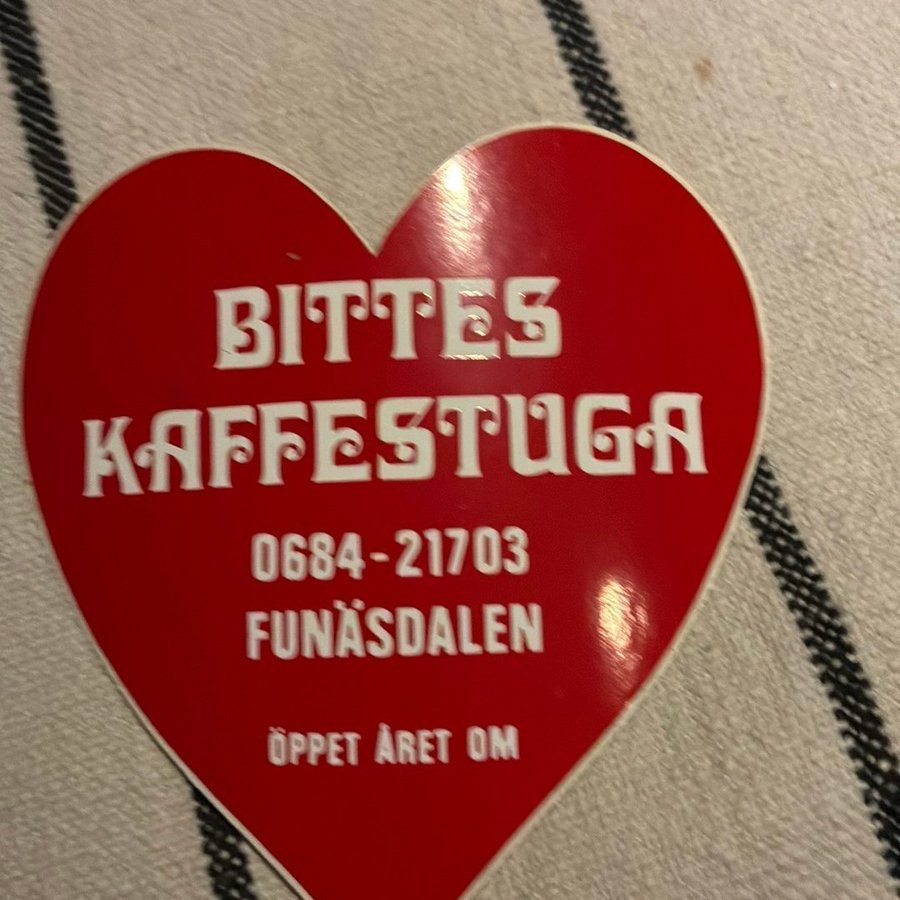 BITTES
KAFFESTUGA
0684-21703
FUNÄSDALEN
ÖPPET ÅRET OM